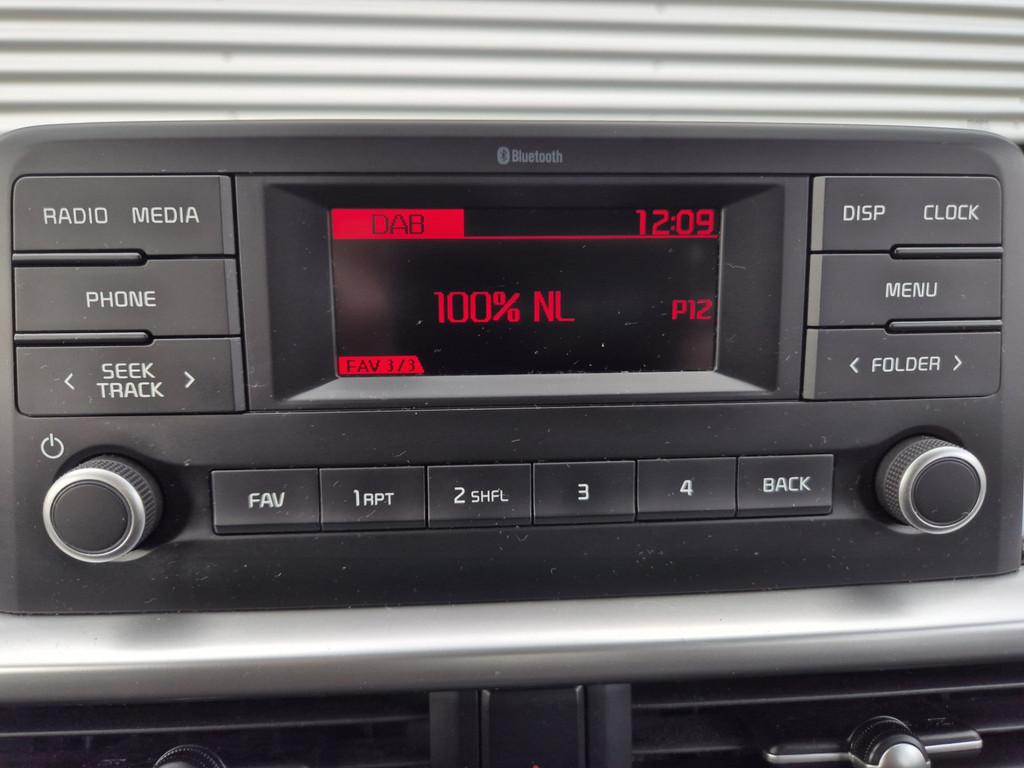 Bluetooth
RADIO MEDIA
PHONE
< SEEK TRACK >
DAB 12:09
100% NL P12
FAV 3/3
DISP CLOCK
MENU
< FOLDER >
FAV 1 RPT 2 SHFL 3 4 BACK